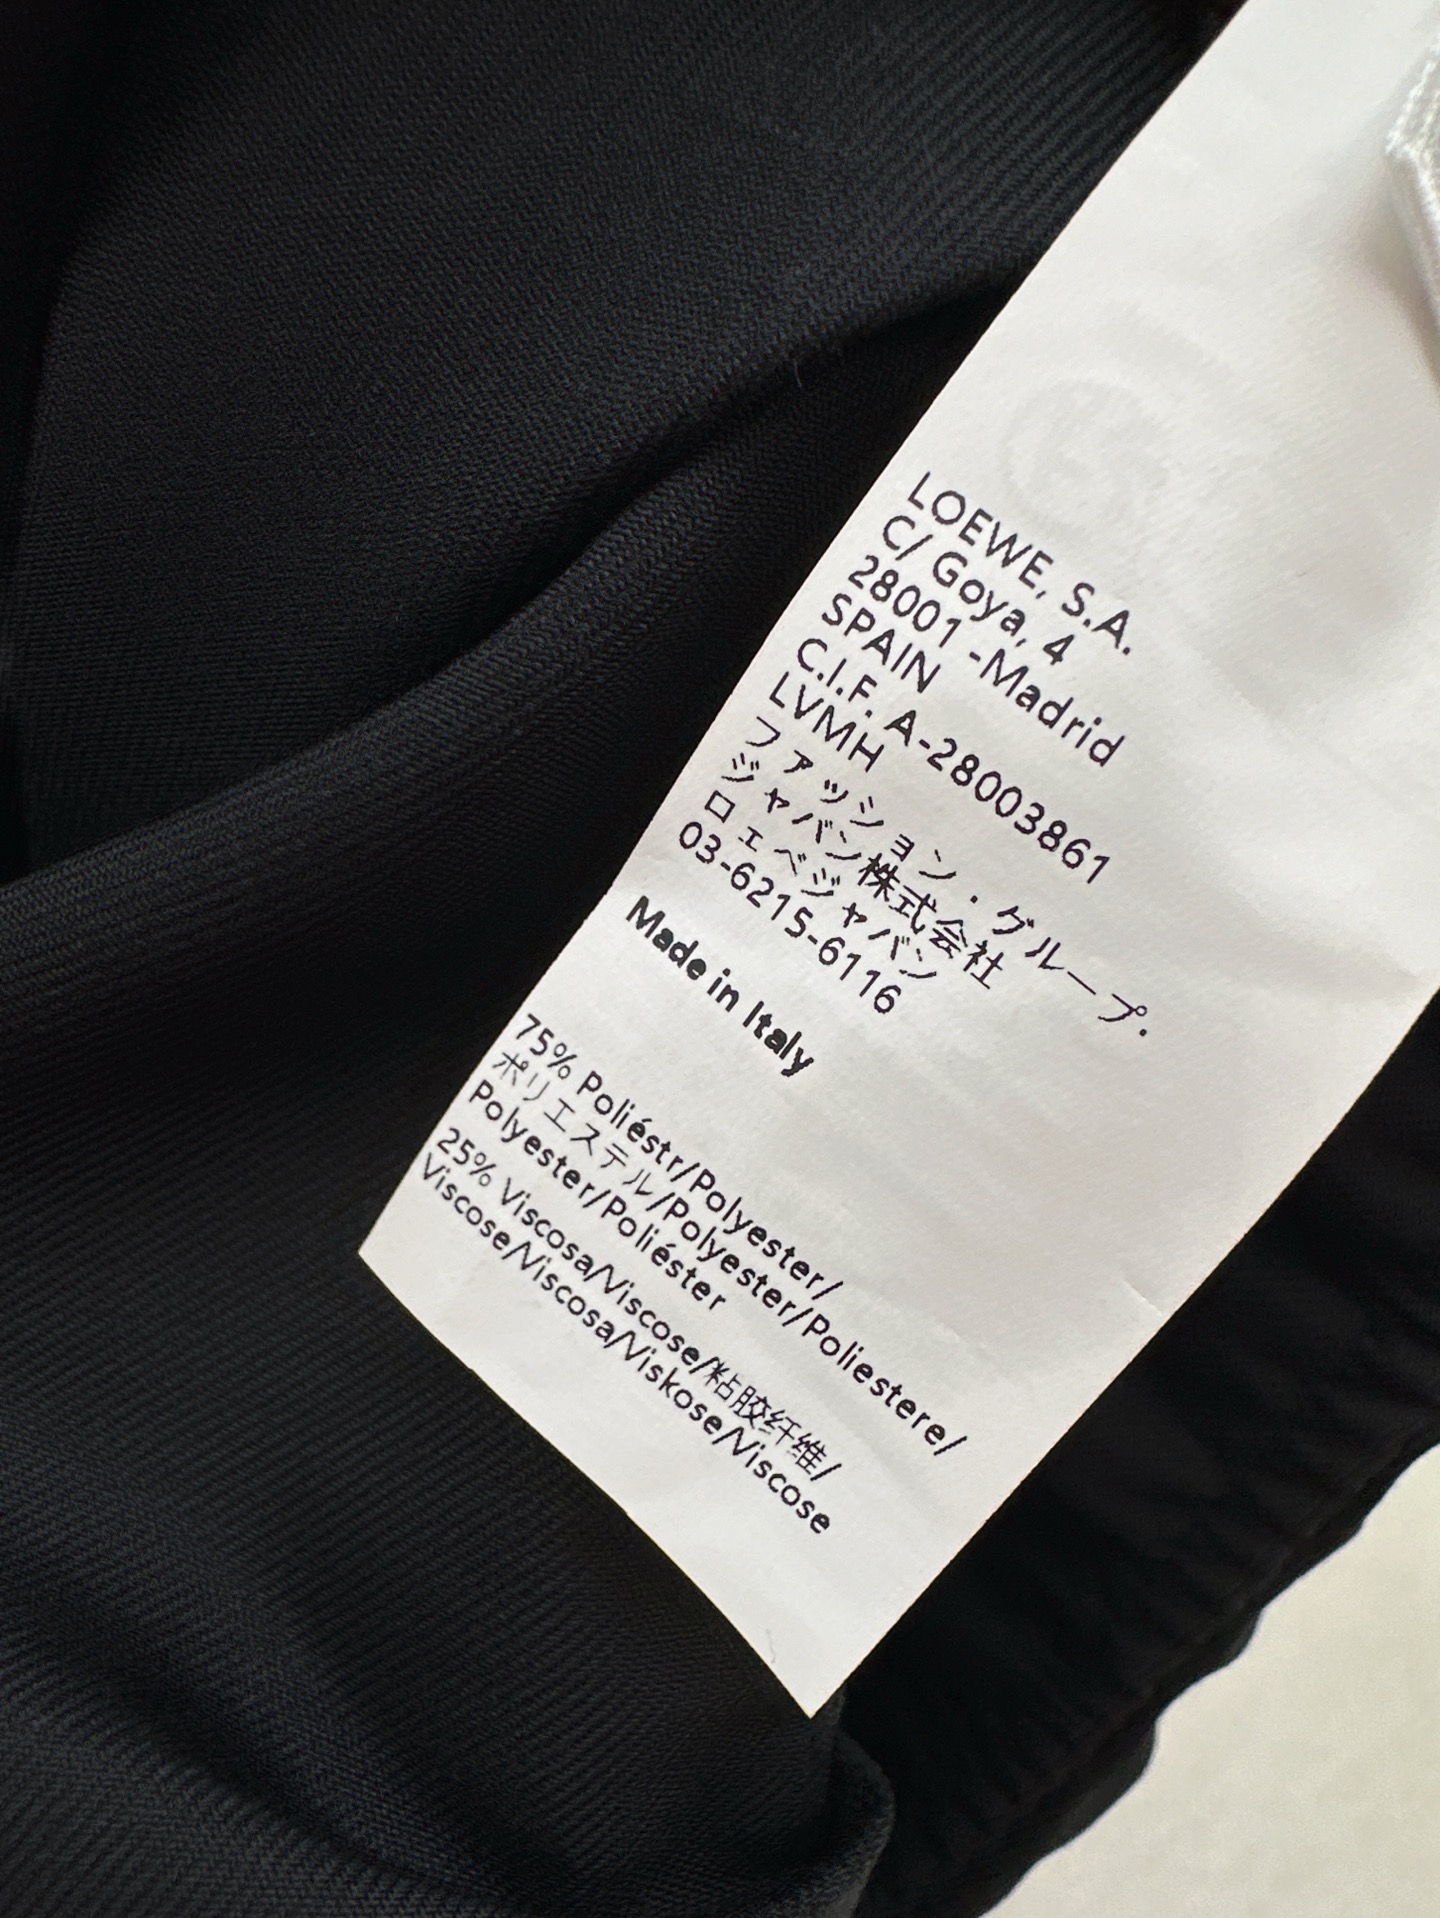 LOEWE, S.A.
C/ Goya, 4
28001 -Madrid
SPAIN
C.I.F. A-28003861
LVMH
ファッション・グループ・
ジャバン株式会社
ロエベジャバン
03-6215-6116
Made in Italy
75% Poliéstr/Polyester/
ポリエステル/Polyester/Poliestere/
Polyester/Poliéster
25% Viscosa/Viscose/粘胶纤维/
Viscose/Viscosa/Viskose/Viscose